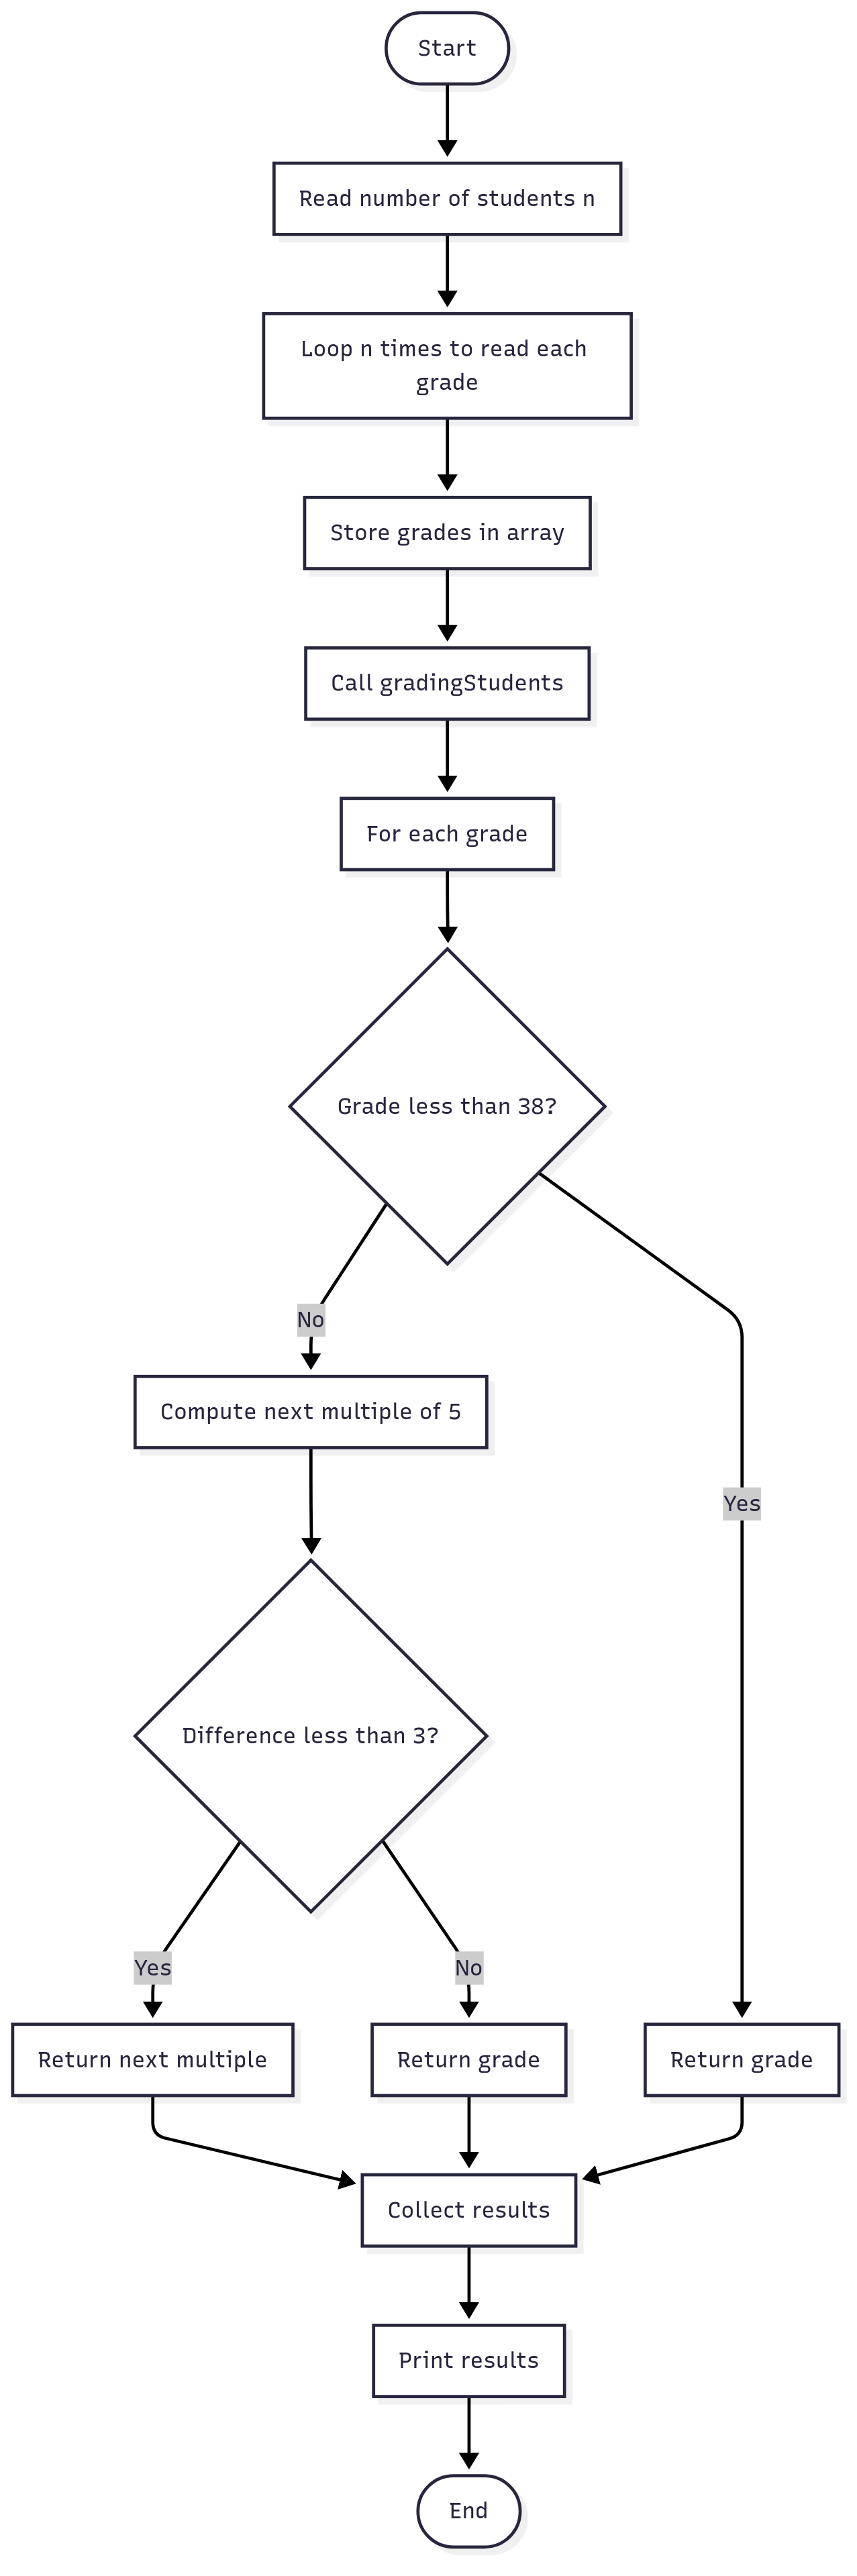 Start
Read number of students n
Loop n times to read each
grade
Store grades in array
Call gradingStudents
For each grade
Grade less than 38?
No
Compute next multiple of 5
Yes
Difference less than 3?
Yes
No
Return next multiple
Return grade
Return grade
Collect results
Print results
End